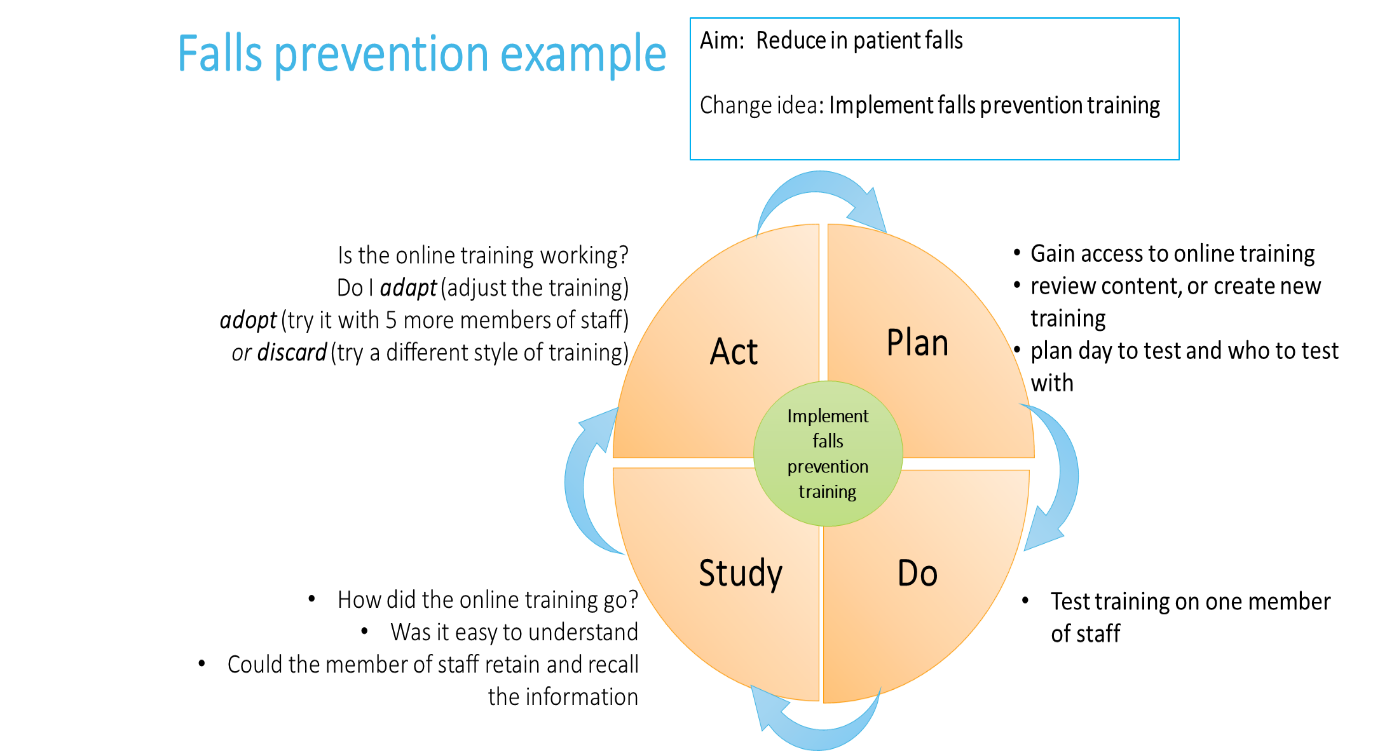 Falls prevention example
Aim:  Reduce in patient falls
Change idea: Implement falls prevention training
Is the online training working?
Do I adapt (adjust the training)
adopt (try it with 5 more members of staff)
or discard (try a different style of training)
Act
Plan
• Gain access to online training
• review content, or create new
training
• plan day to test and who to test
with
Implement
falls
prevention
training
Study
Do
• How did the online training go?
• Was it easy to understand
• Could the member of staff retain and recall
the information
• Test training on one member
of staff